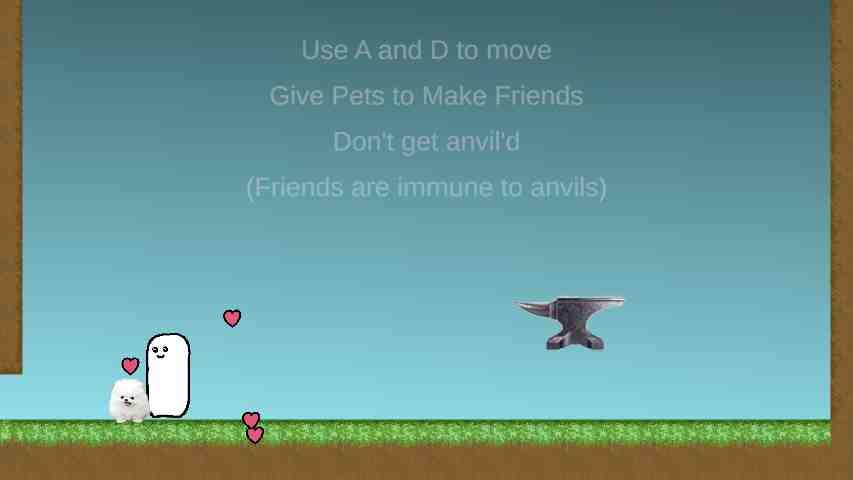 Use A and D to move
Give Pets to Make Friends
Don't get anvil'd
(Friends are immune to anvils)